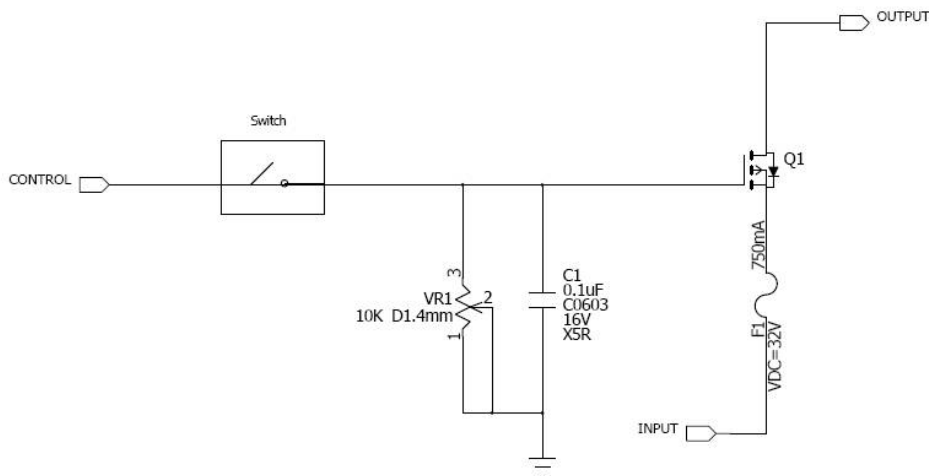 OUTPUT
Switch
Q1
CONTROL
750mA
3
C1
0.1uF
VR1
2
C0603
10K D1.4mm
16V
X5R
1
F1
VDC=32V
INPUT